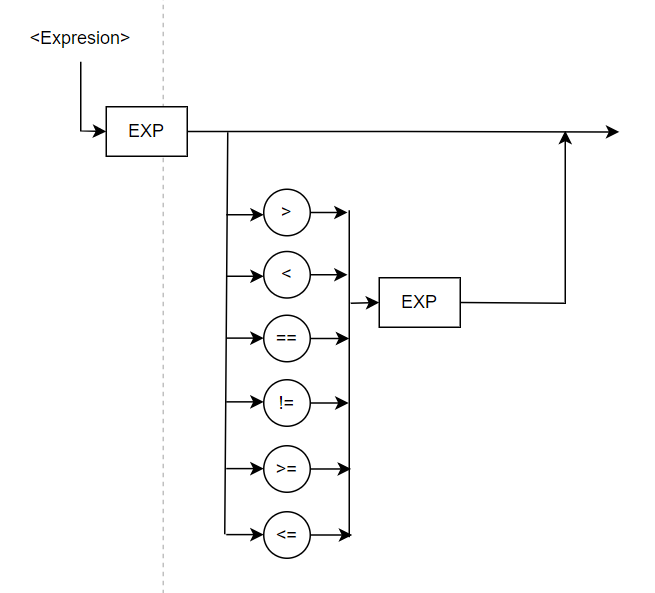 <Expresion>
EXP
>
<
==
EXP
!=
>=
<=